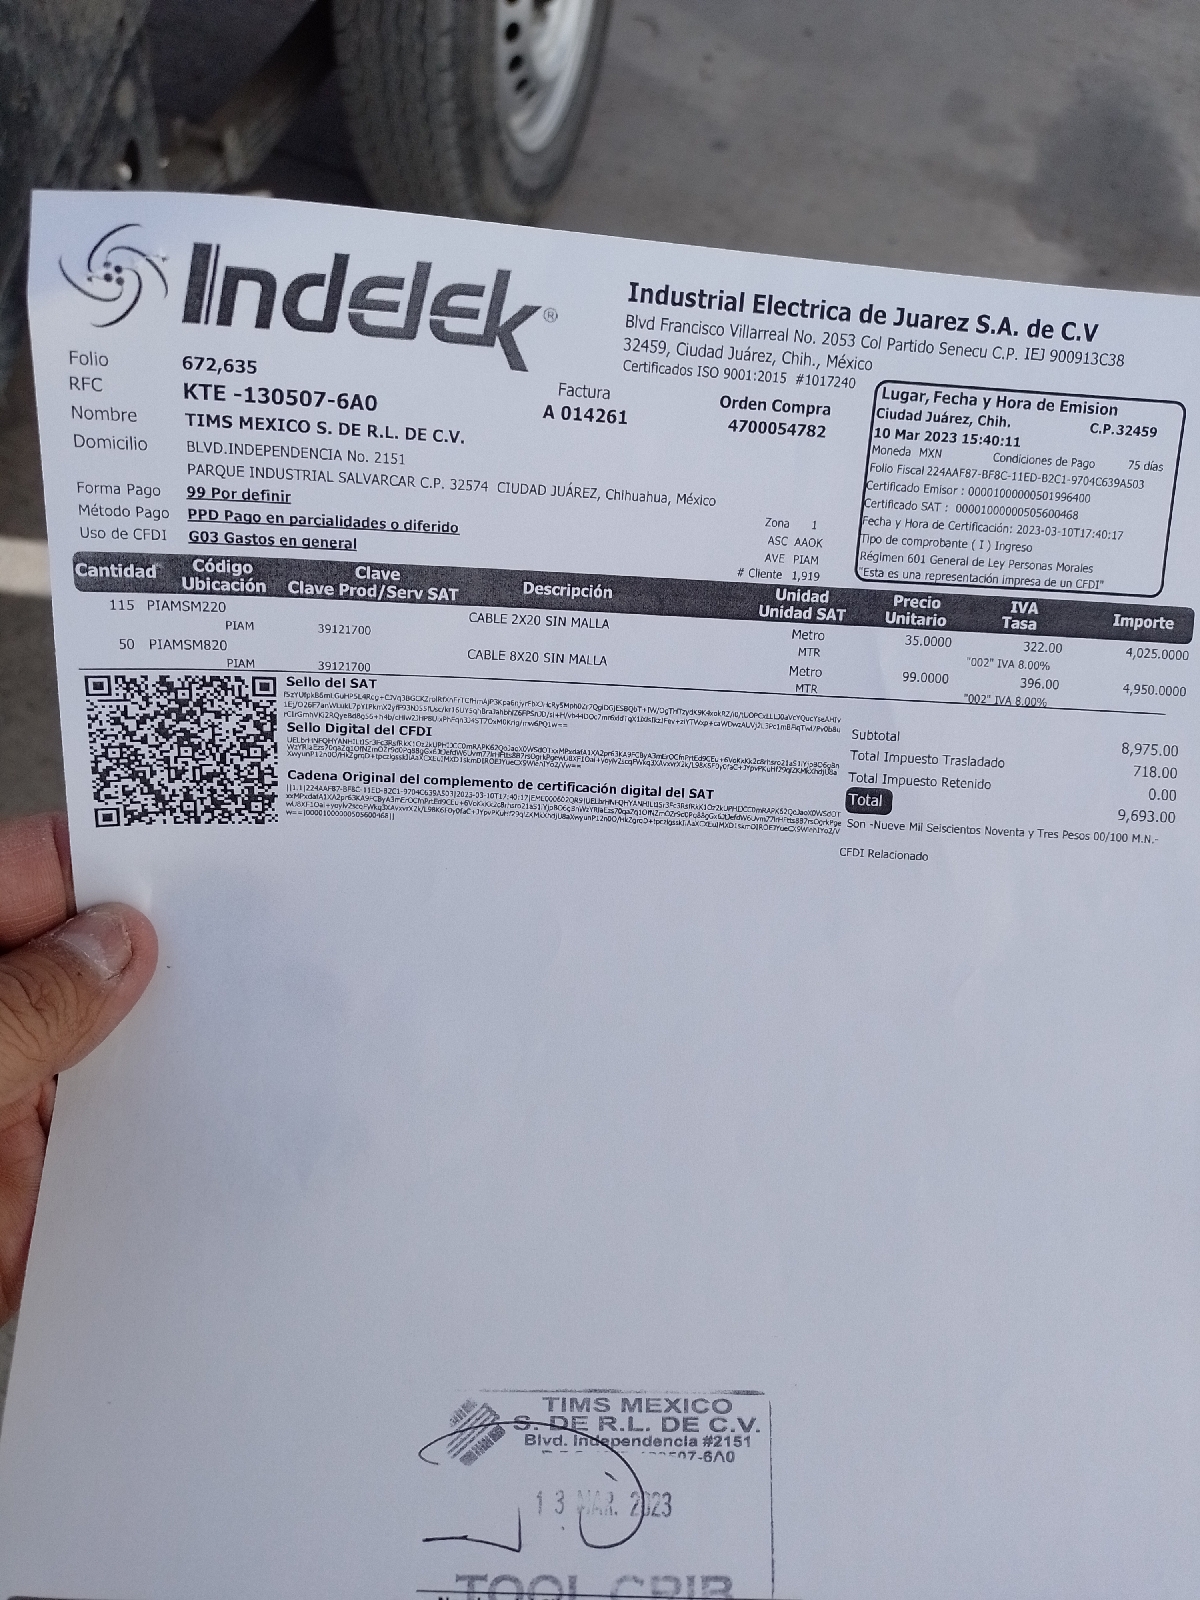 Indelek®
Industrial Electrica de Juarez S.A. de C.V
Blvd Francisco Villarreal No. 2053 Col Partido Senecu C.P. IEJ 900913C38
32459, Ciudad Juárez, Chih., México
Certificados ISO 9001:2015 #1017240
Folio 672,635
RFC KTE -130507-6A0
Nombre TIMS MEXICO S. DE R.L. DE C.V.
Domicilio BLVD.INDEPENDENCIA No. 2151
PARQUE INDUSTRIAL SALVARCAR C.P. 32574 CIUDAD JUÁREZ, Chihuahua, México
Forma Pago 99 Por definir
Método Pago PPD Pago en parcialidades o diferido
Uso de CFDI G03 Gastos en general
Factura
A 014261
Orden Compra
4700054782
Zona 1
ASC AAOK
AVE PIAM
# Cliente 1,919
Lugar, Fecha y Hora de Emision
Ciudad Juárez, Chih. C.P.32459
10 Mar 2023 15:40:11
Moneda MXN Condiciones de Pago 75 días
Folio Fiscal 224AAF87-BF8C-11ED-B2C1-9704C639A503
Certificado Emisor : 00001000000501996400
Certificado SAT : 00001000000505600468
Fecha y Hora de Certificación: 2023-03-10T17:40:17
Tipo de comprobante ( I ) Ingreso
Régimen 601 General de Ley Personas Morales
"Esta es una representación impresa de un CFDI"
Cantidad Código Clave Descripción Unidad Precio IVA Importe
Ubicación Clave Prod/Serv SAT Unidad SAT Unitario Tasa
115 PIAMSM220 CABLE 2X20 SIN MALLA Metro 35.0000 322.00 4,025.0000
PIAM 39121700 MTR "002" IVA 8.00%
50 PIAMSM820 CABLE 8X20 SIN MALLA Metro 99.0000 396.00 4,950.0000
PIAM 39121700 MTR "002" IVA 8.00%
Sello del SAT
Sello Digital del CFDI
Cadena Original del complemento de certificación digital del SAT
Subtotal 8,975.00
Total Impuesto Trasladado 718.00
Total Impuesto Retenido 0.00
Total 9,693.00
Son -Nueve Mil Seiscientos Noventa y Tres Pesos 00/100 M.N.-
CFDI Relacionado
TIMS MEXICO
S. DE R.L. DE C.V.
Blvd. Independencia #2151
07-6A0
13 MAR. 2023
TOOL CRIB